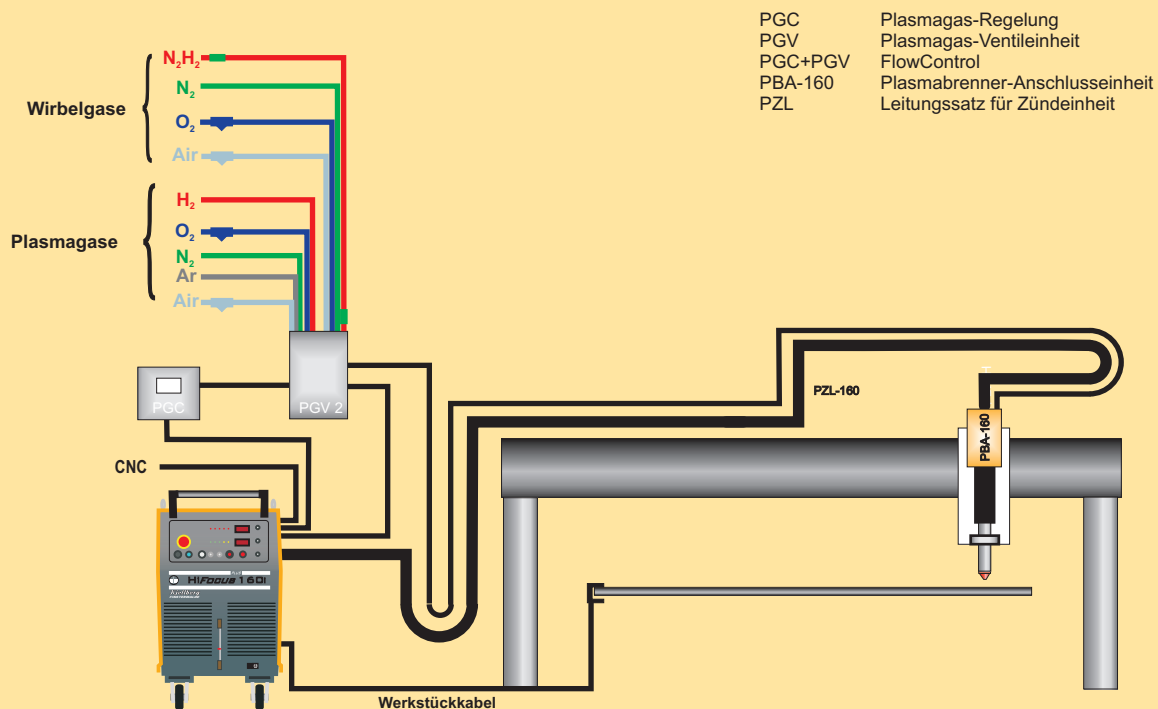 PGC Plasmagas-Regelung
PGV Plasmagas-Ventileinheit
PGC+PGV FlowControl
PBA-160 Plasmabrenner-Anschlusseinheit
PZL Leitungssatz für Zündeinheit
Wirbelgase
N₂H₂
N₂
O₂
Air
Plasmagase
H₂
O₂
N₂
Ar
Air
PGC
PGV 2
PZL-160
PBA-160
CNC
HiFocus 160i
Kjellberg
Werkstückkabel